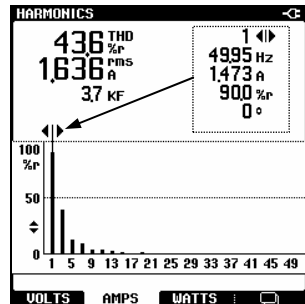 HARMONICS
43,6 THD %r
1,636 rms A
3,7 KF
1
49,95 Hz
1,473 A
90,0 %r
0 °
100
%r
50
0
1 5 9 13 17 21 25 29 33 37 41 45 49
VOLTS AMPS WATTS